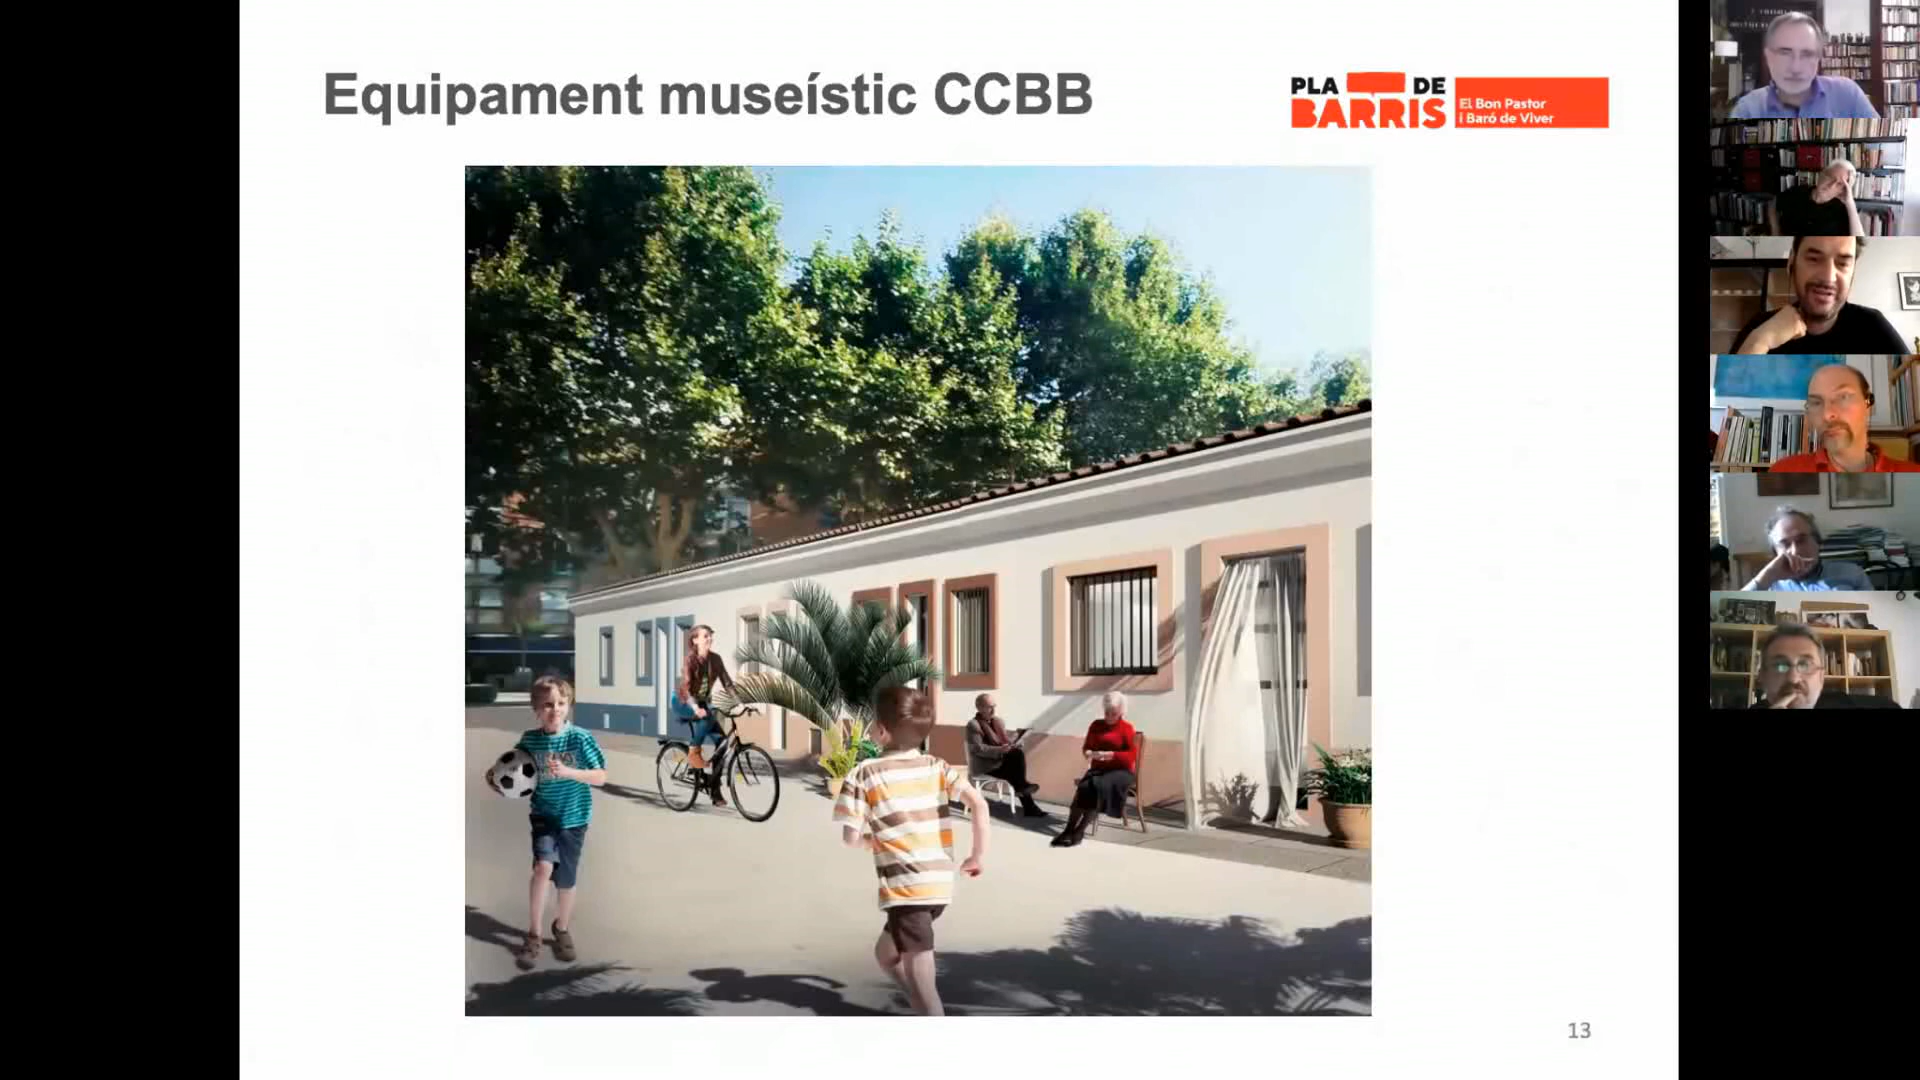 Equipament museístic CCBB
PLA DE
BARRIS
El Bon Pastor
i Baró de Viver
13